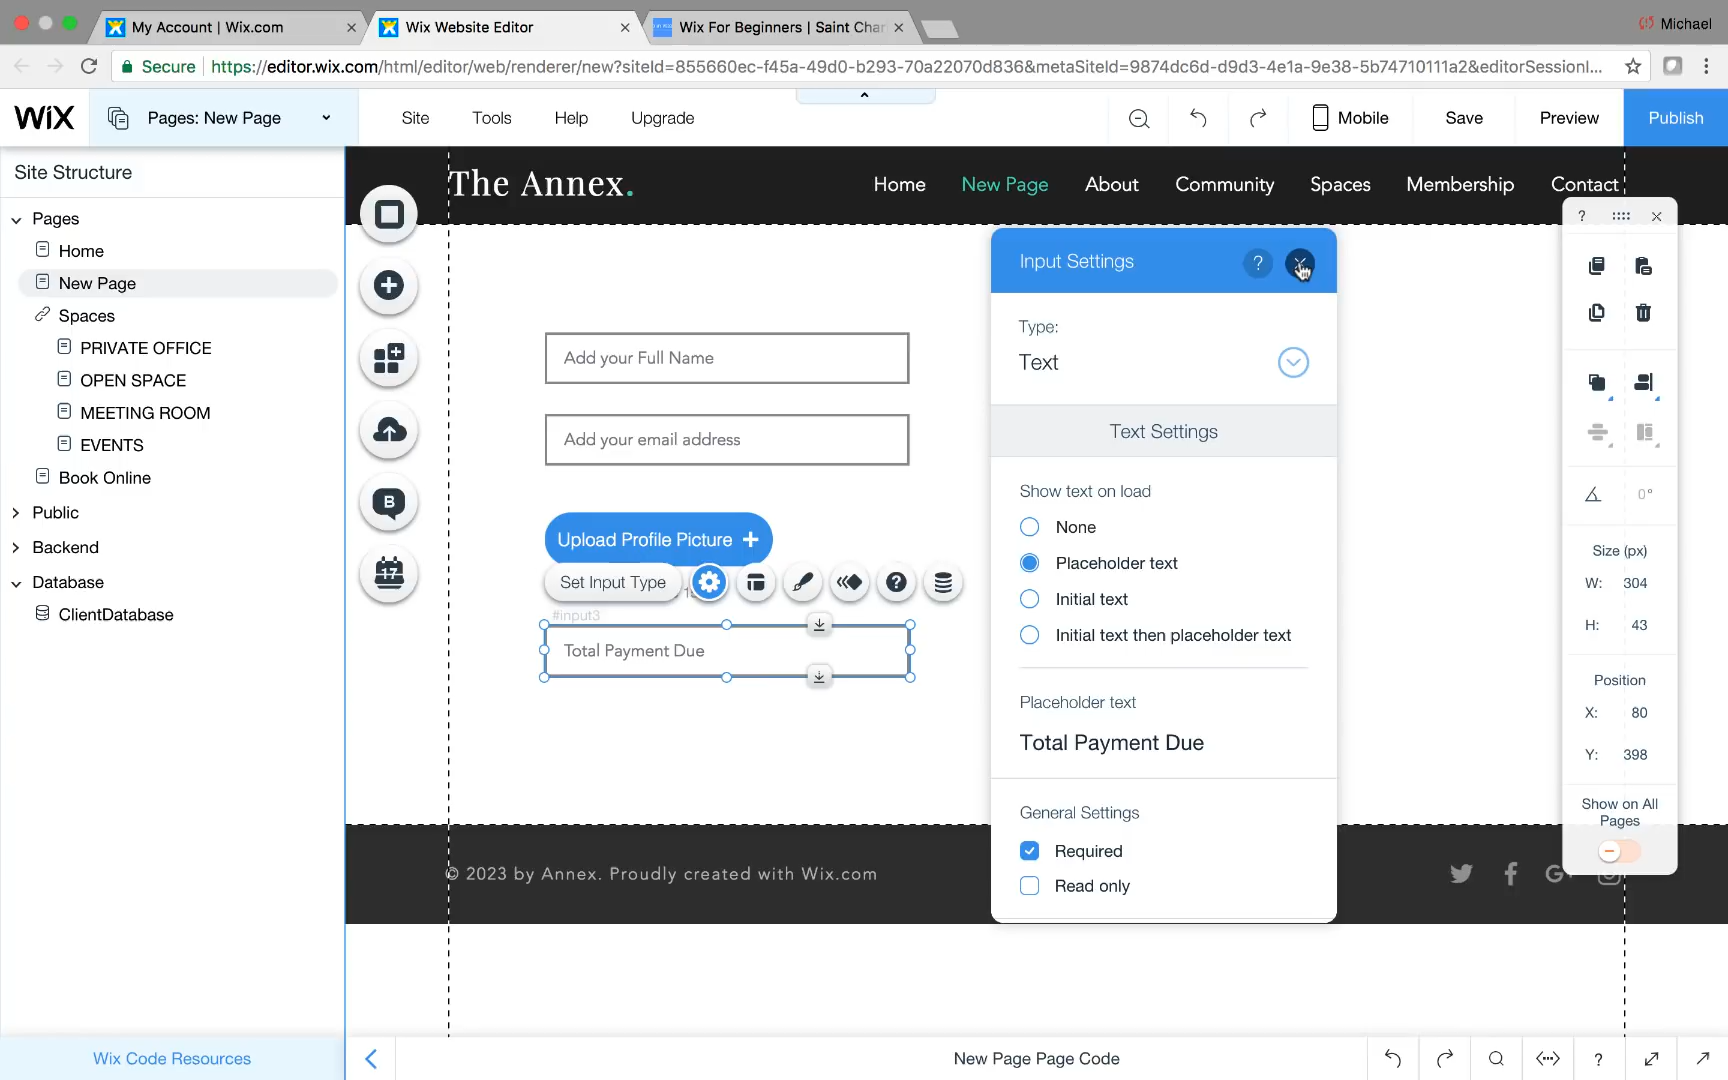 My Account | Wix.com
Wix Website Editor
Wix For Beginners | Saint Char
Michael
Secure
https://editor.wix.com/html/editor/web/renderer/new?siteId=855660ec-f45a-49d0-b293-70a22070d836&metaSiteId=9874dc6d-d9d3-4e1a-9e38-5b74710111a2&editorSessionI...
WiX
Pages: New Page
Site
Tools
Help
Upgrade
Mobile
Save
Preview
Publish
Site Structure
Pages
Home
New Page
Spaces
PRIVATE OFFICE
OPEN SPACE
MEETING ROOM
EVENTS
Book Online
Public
Backend
Database
ClientDatabase
Wix Code Resources
The Annex.
Home
New Page
About
Community
Spaces
Membership
Contact
B
17
Add your Full Name
Add your email address
Upload Profile Picture +
Set Input Type
#input3
Total Payment Due
Input Settings
?
Type:
Text
Text Settings
Show text on load
None
Placeholder text
Initial text
Initial text then placeholder text
Placeholder text
Total Payment Due
General Settings
Required
Read only
?
0°
Size (px)
W: 304
H: 43
Position
X: 80
Y: 398
Show on All
Pages
© 2023 by Annex. Proudly created with Wix.com
New Page Page Code
?